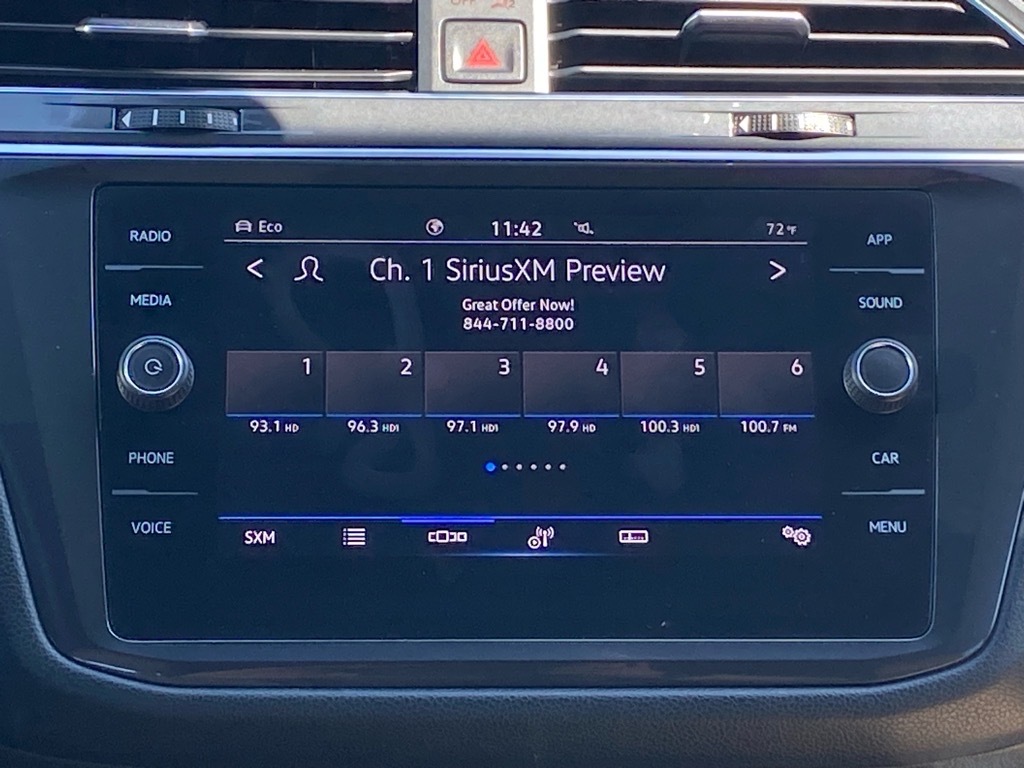 OFF
RADIO
MEDIA
PHONE
VOICE
Eco 11:42 72°F
< Ch. 1 SiriusXM Preview >
Great Offer Now!
844-711-8800
1 2 3 4 5 6
93.1 HD 96.3 HD1 97.1 HD1 97.9 HD 100.3 HD1 100.7 FM
SXM
APP
SOUND
CAR
MENU